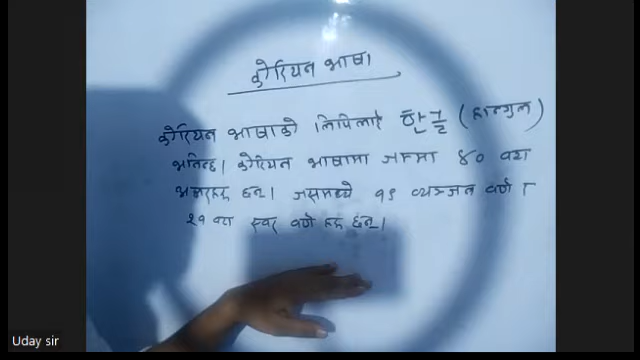 कोरियन भाषा
कोरियन भाषाको लिपिलाई 한글 (हान्गुल)
भनिन्छ। कोरियन भाषामा जम्मा ४० वटा
अक्षरहरू छन्। जसमध्ये १९ व्यञ्जन वर्ण र
२१ वटा स्वर वर्ण हरू छन्।
Uday sir